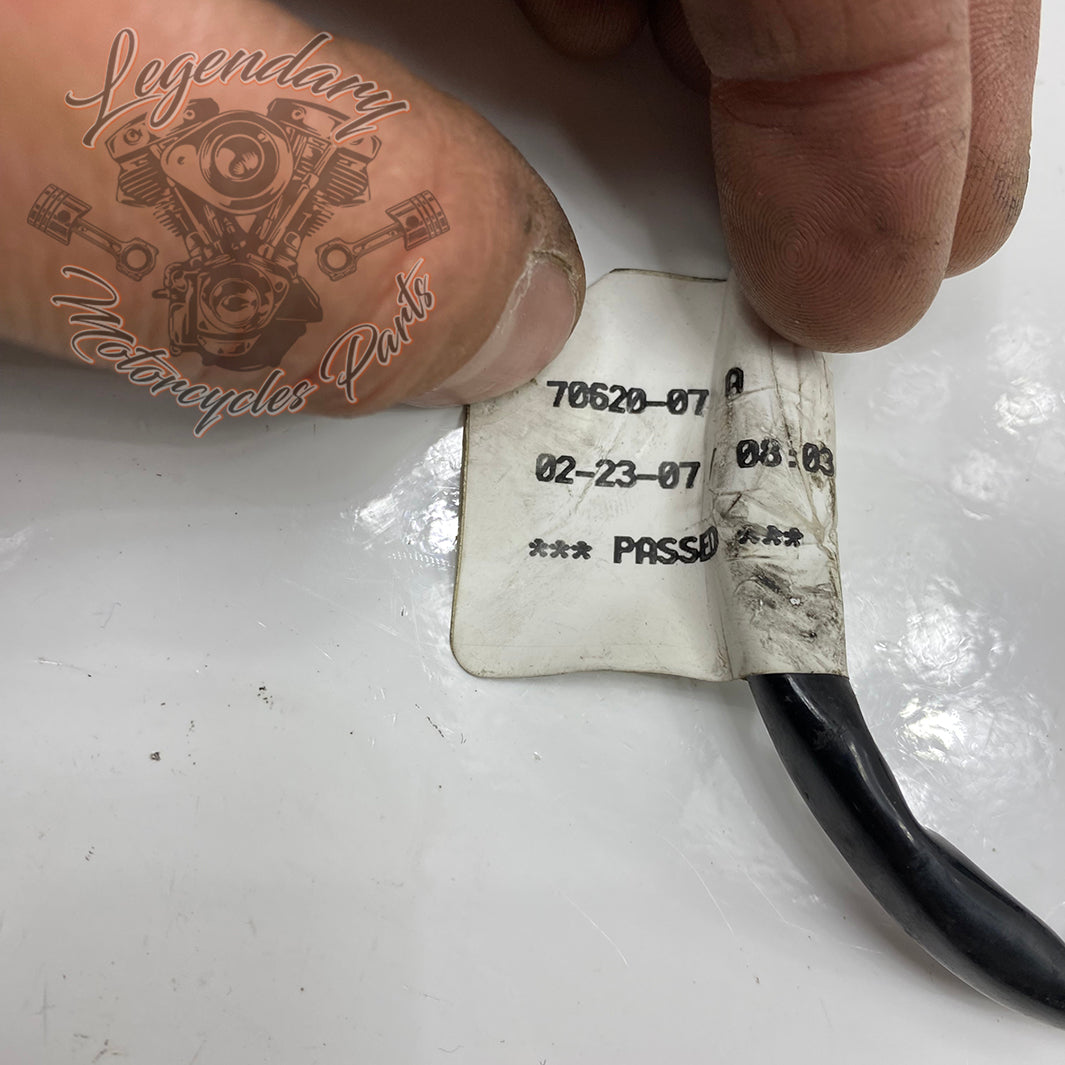 Legendary
Motorcycles Parts
70620-07 A
02-23-07 08:03
*** PASSED ***